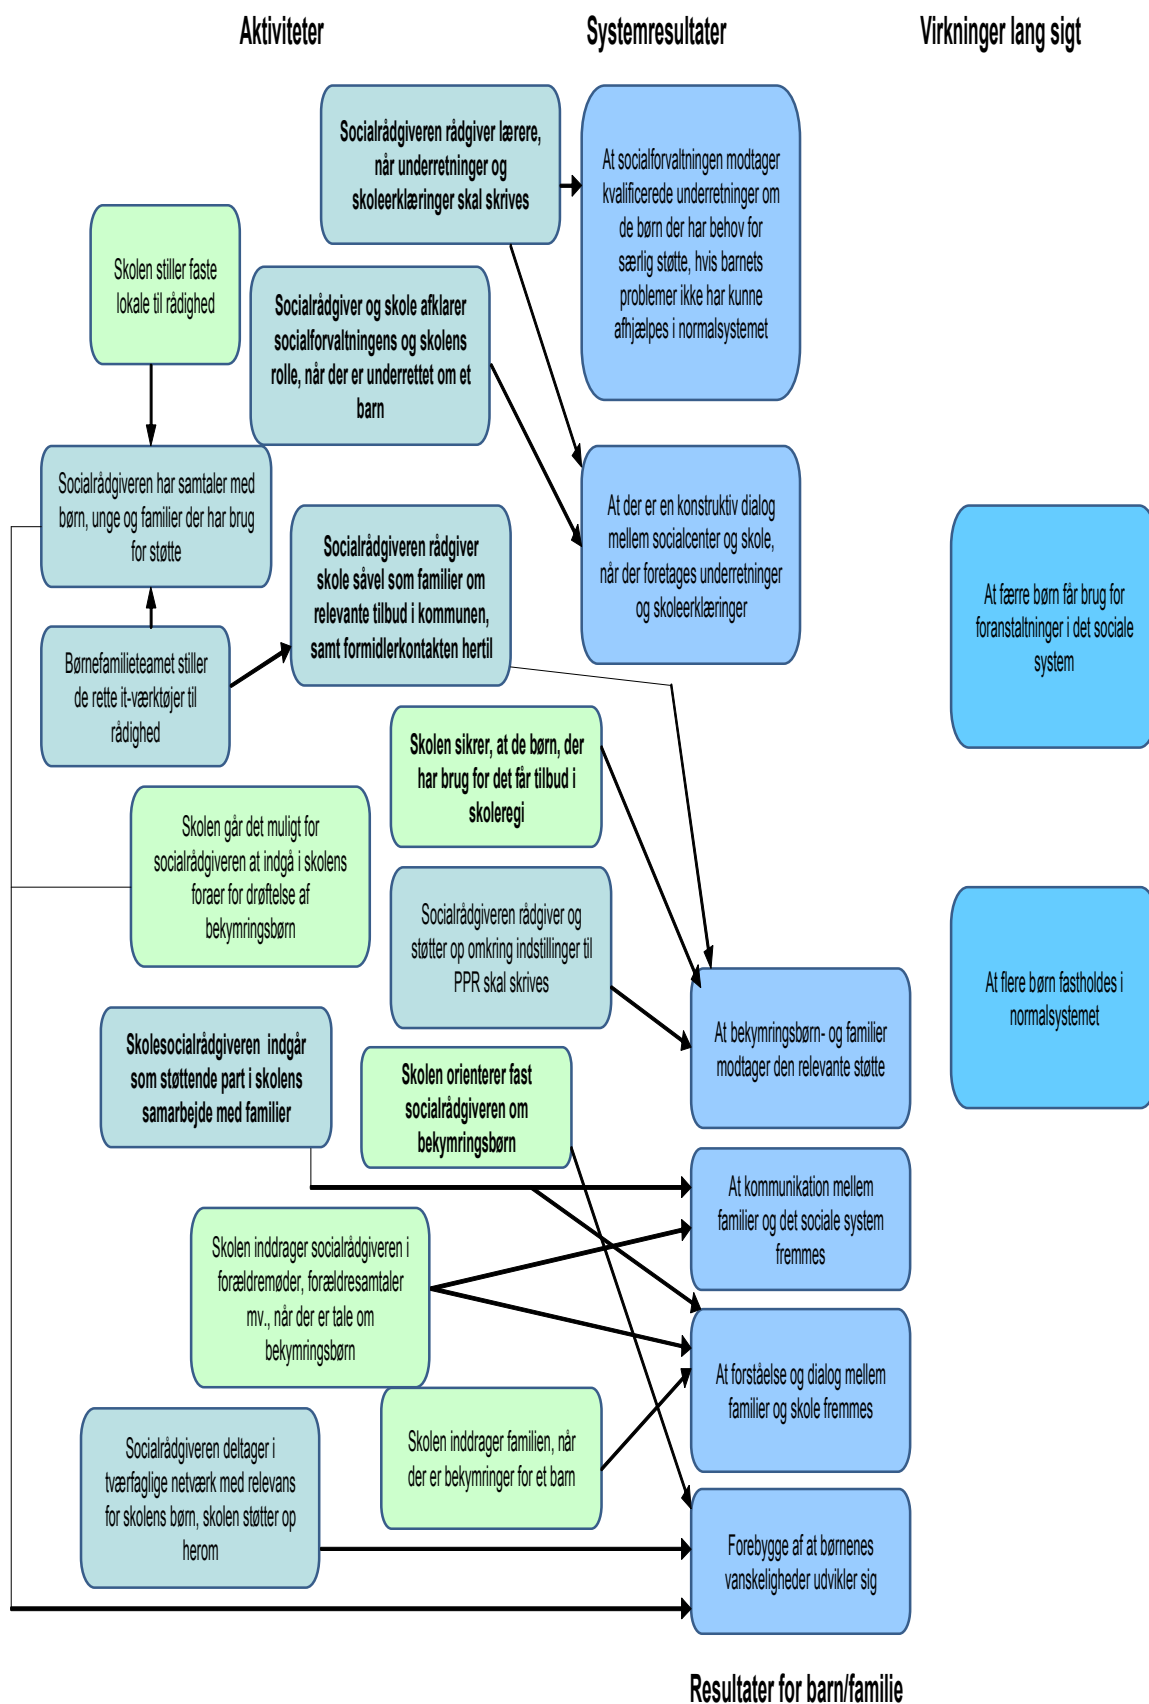 Aktiviteter
Systemresultater
Virkninger lang sigt
Socialrådgiveren rådgiver lærere,
når underretninger og
skoleerklæringer skal skrives
At socialforvaltningen modtager
kvalificerede underretninger om
de børn der har behov for
særlig støtte, hvis barnets
problemer ikke har kunne
afhjælpes i normalsystemet
Skolen stiller faste
lokale til rådighed
Socialrådgiver og skole afklarer
socialforvaltningens og skolens
rolle, når der er underrettet om et
barn
Socialrådgiveren har samtaler med
børn, unge og familier der har brug
for støtte
At der er en konstruktiv dialog
mellem socialcenter og skole,
når der foretages underretninger
og skoleerklæringer
Socialrådgiveren rådgiver
skole såvel som familier om
relevante tilbud i kommunen,
samt formidlerkontakten hertil
At færre børn får brug for
foranstaltninger i det sociale
system
Børnefamilieteamet stiller
de rette it-værktøjer til
rådighed
Skolen sikrer, at de børn, der
har brug for det får tilbud i
skoleregi
Skolen går det muligt for
socialrådgiveren at indgå i skolens
foraer for drøftelse af
bekymringsbørn
Socialrådgiveren rådgiver og
støtter op omkring indstillinger til
PPR skal skrives
At flere børn fastholdes i
normalsystemet
At bekymringsbørn- og familier
modtager den relevante støtte
Skolesocialrådgiveren indgår
som støttende part i skolens
samarbejde med familier
Skolen orienterer fast
socialrådgiveren om
bekymringsbørn
At kommunikation mellem
familier og det sociale system
fremmes
Skolen inddrager socialrådgiveren i
forældremøder, forældresamtaler
mv., når der er tale om
bekymringsbørn
At forståelse og dialog mellem
familier og skole fremmes
Skolen inddrager familien, når
der er bekymringer for et barn
Socialrådgiveren deltager i
tværfaglige netværk med relevans
for skolens børn, skolen støtter op
herom
Forebygge af at børnenes
vanskeligheder udvikler sig
Resultater for barn/familie